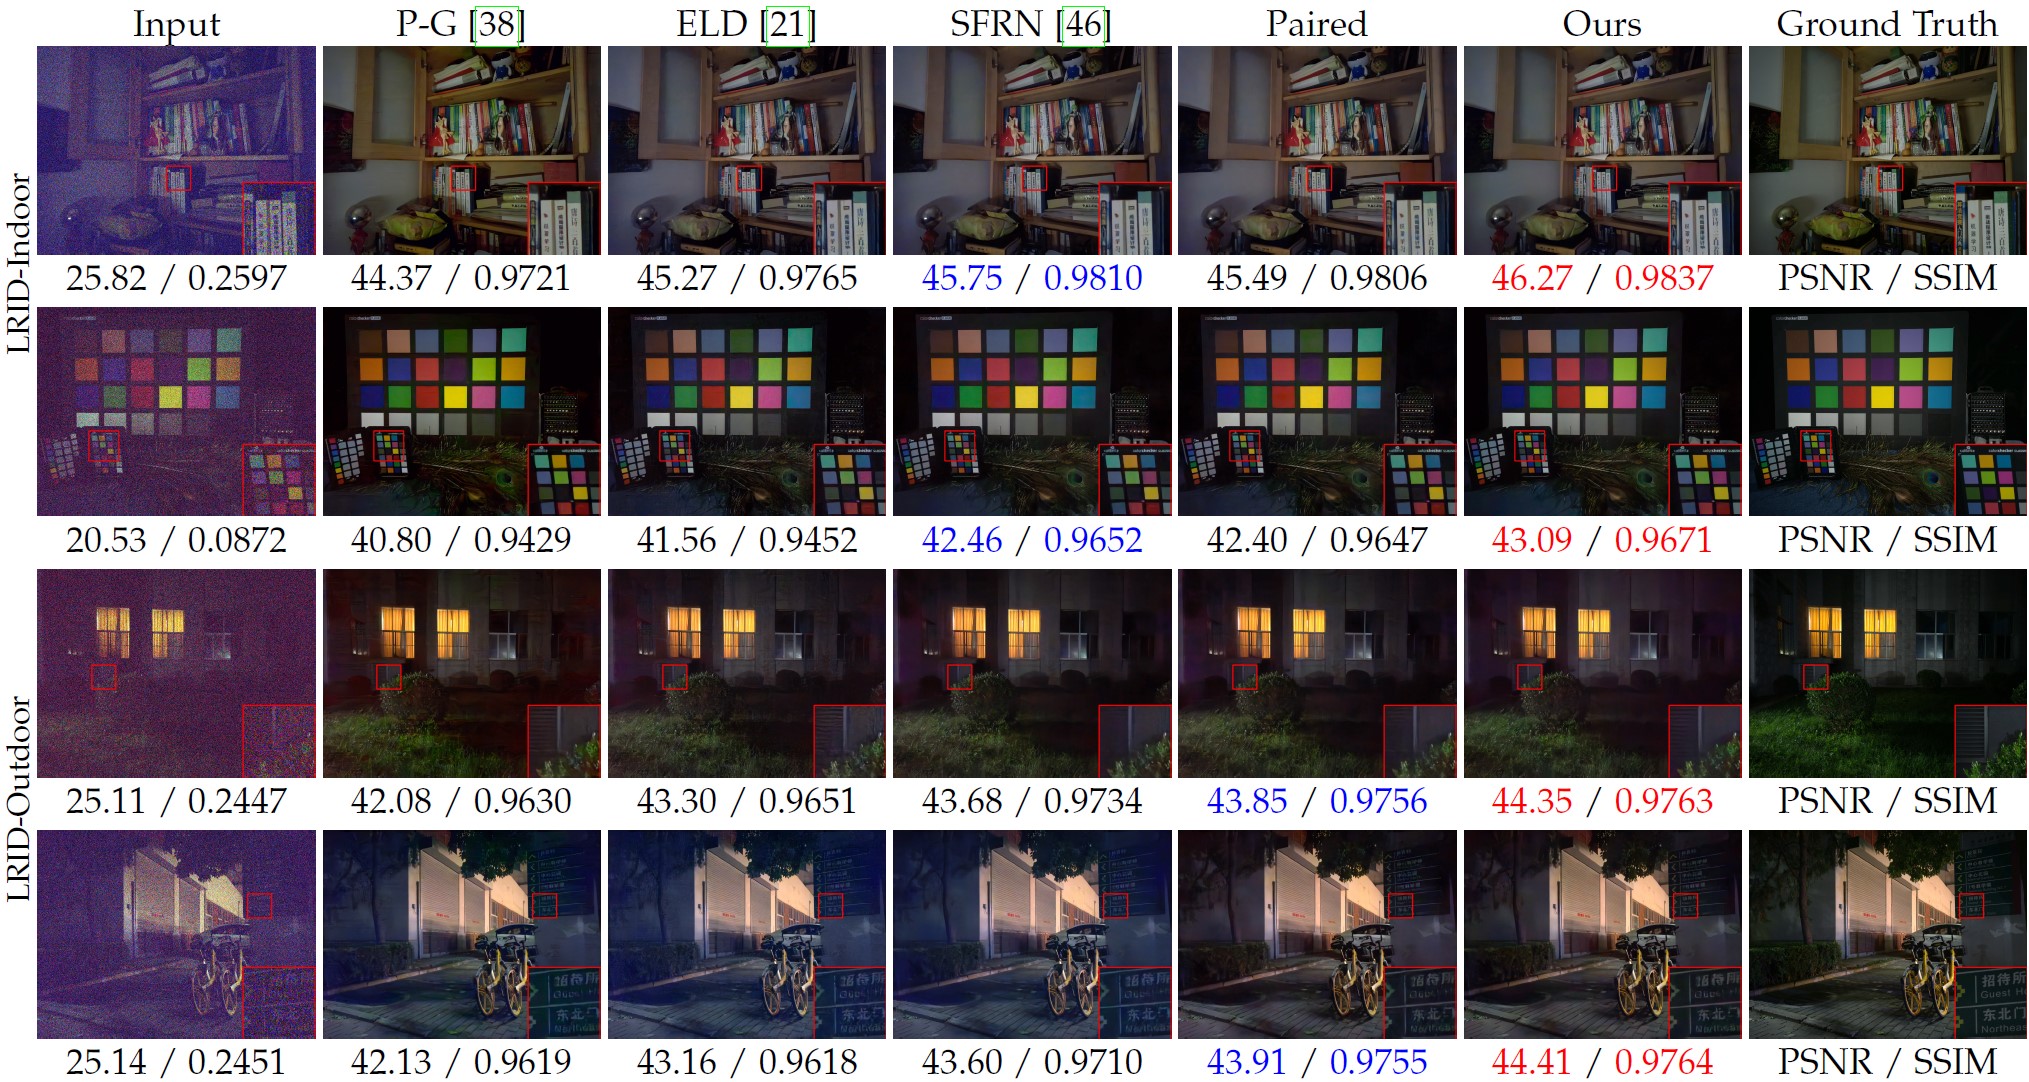 Input P-G [38] ELD [21] SFRN [46] Paired Ours Ground Truth
LRID-Indoor
25.82 / 0.2597 44.37 / 0.9721 45.27 / 0.9765 45.75 / 0.9810 45.49 / 0.9806 46.27 / 0.9837 PSNR / SSIM
20.53 / 0.0872 40.80 / 0.9429 41.56 / 0.9452 42.46 / 0.9652 42.40 / 0.9647 43.09 / 0.9671 PSNR / SSIM
LRID-Outdoor
25.11 / 0.2447 42.08 / 0.9630 43.30 / 0.9651 43.68 / 0.9734 43.85 / 0.9756 44.35 / 0.9763 PSNR / SSIM
招待所
Guest
东北门
25.14 / 0.2451 42.13 / 0.9619 43.16 / 0.9618 43.60 / 0.9710 43.91 / 0.9755 44.41 / 0.9764 PSNR / SSIM